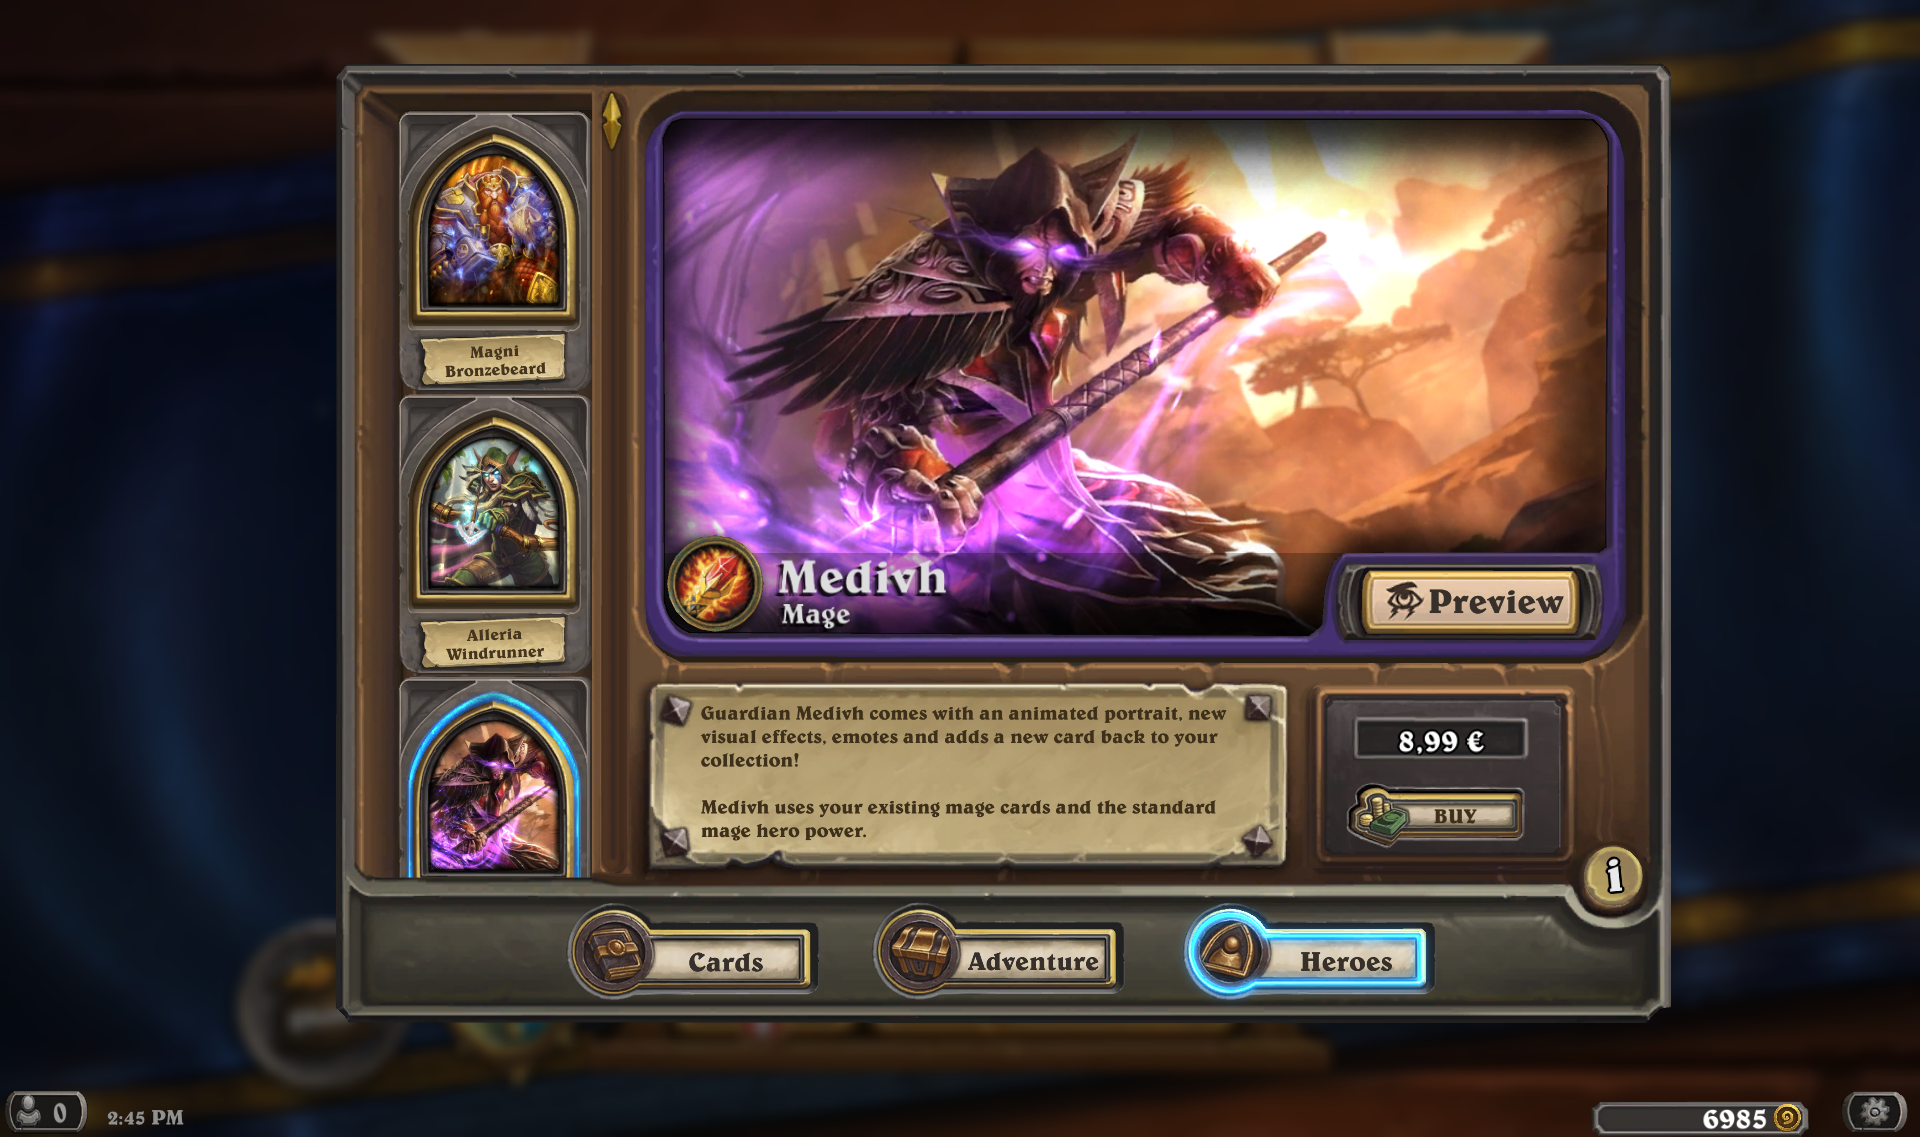 Magni
Bronzebeard
Alleria
Windrunner
Medivh
Mage
Preview
Guardian Medivh comes with an animated portrait, new
visual effects, emotes and adds a new card back to your
collection!
Medivh uses your existing mage cards and the standard
mage hero power.
8,99 €
BUY
i
Cards
Adventure
Heroes
0
2:45 PM
6985